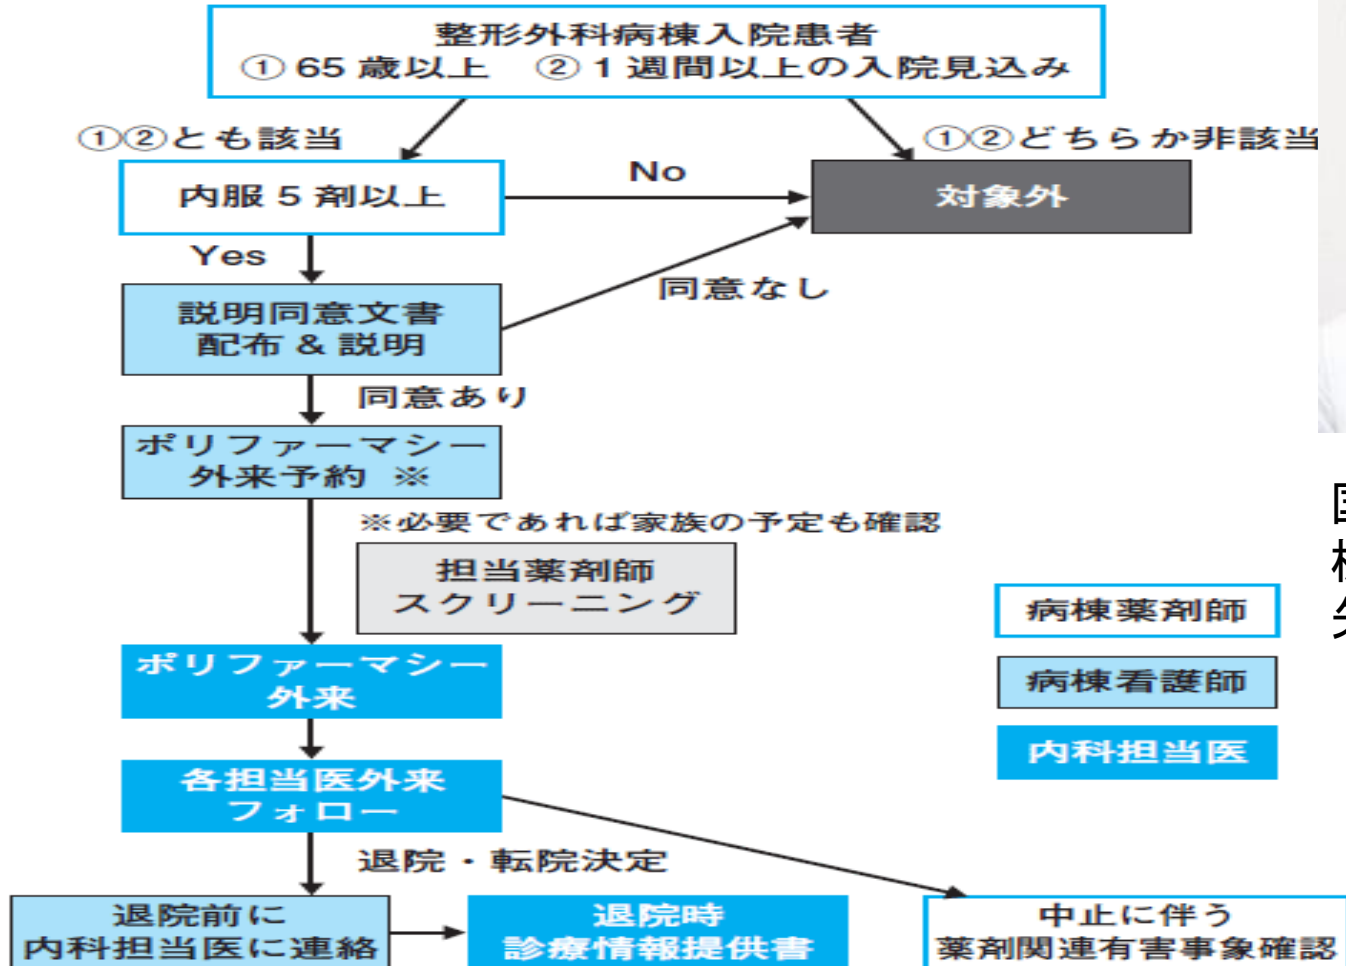 整形外科病棟入院患者
① 65 歳以上　② 1 週間以上の入院見込み
①②とも該当
①②どちらか非該当
内服 5 剤以上
No
対象外
Yes
説明同意文書
配布 & 説明
同意なし
同意あり
ポリファーマシー
外来予約 ※
※必要であれば家族の予定も確認
担当薬剤師
スクリーニング
病棟薬剤師
ポリファーマシー
外来
病棟看護師
内科担当医
各担当医外来
フォロー
退院・転院決定
退院前に
内科担当医に連絡
退院時
診療情報提供書
中止に伴う
薬剤関連有害事象確認